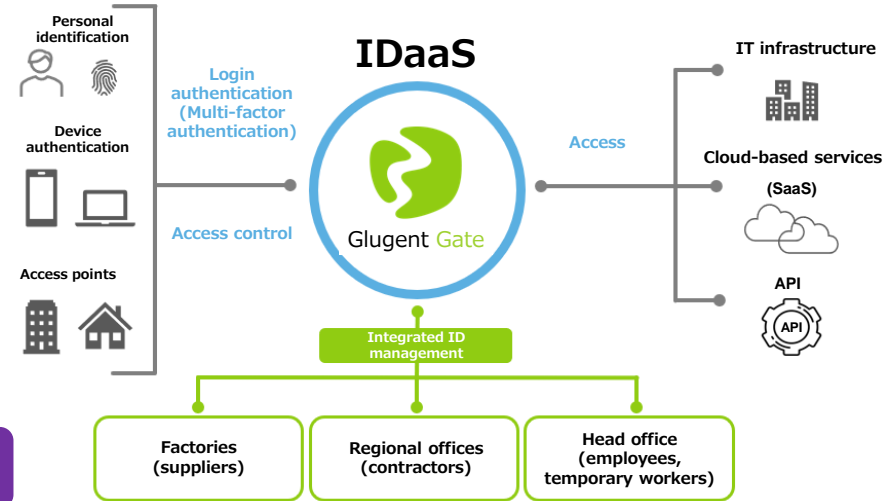 Personal
identification
Device
authentication
Access points
Login
authentication
(Multi-factor
authentication)
Access control
IDaaS
Glugent Gate
Access
IT infrastructure
Cloud-based services
(SaaS)
API
API
Integrated ID
management
Factories
(suppliers)
Regional offices
(contractors)
Head office
(employees,
temporary workers)